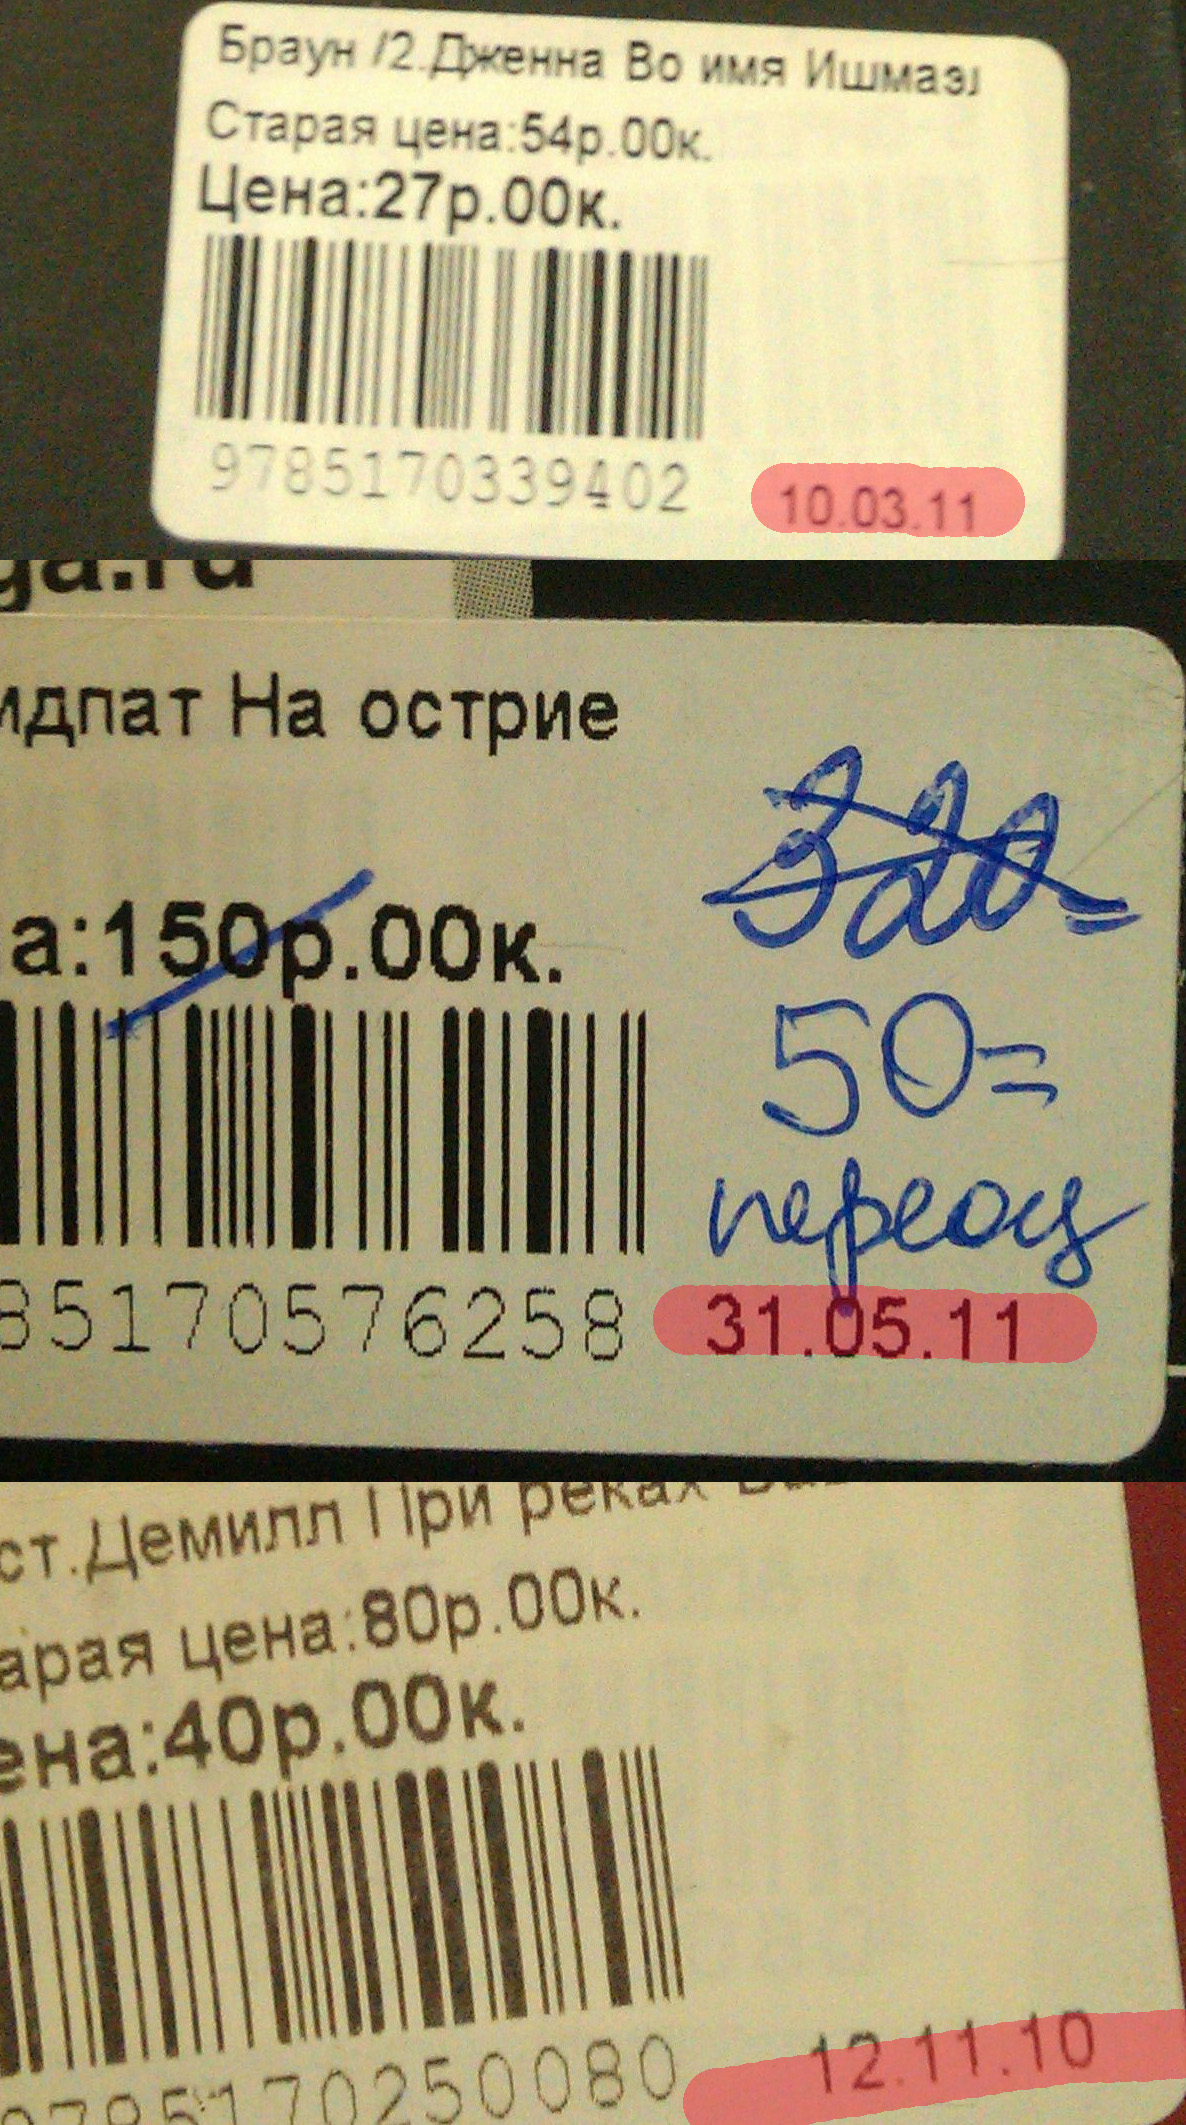 Браун /2.Дженна Во имя Ишмаэл
Старая цена:54р.00к.
Цена:27р.00к.
9785170339402
10.03.11
ga.ru
идпат На острие
320=
а:150р.00к.
50=
переоц
85170576258
31.05.11
ст.Демилл При реках
арая цена:80р.00к.
ена:40р.00к.
9785170250080
12.11.10